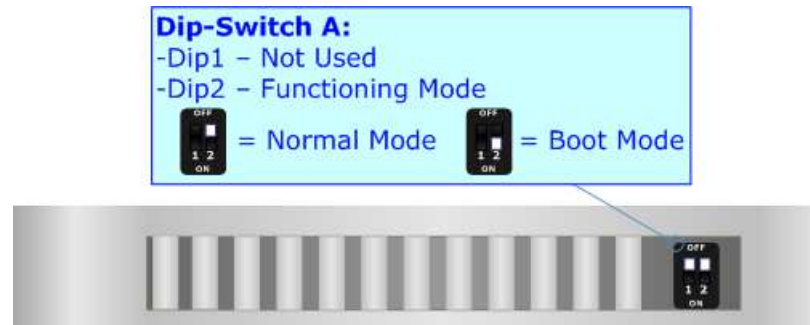 Dip-Switch A:
-Dip1 – Not Used
-Dip2 – Functioning Mode
OFF
1 2
ON
= Normal Mode
OFF
1 2
ON
= Boot Mode
OFF
1 2
ON